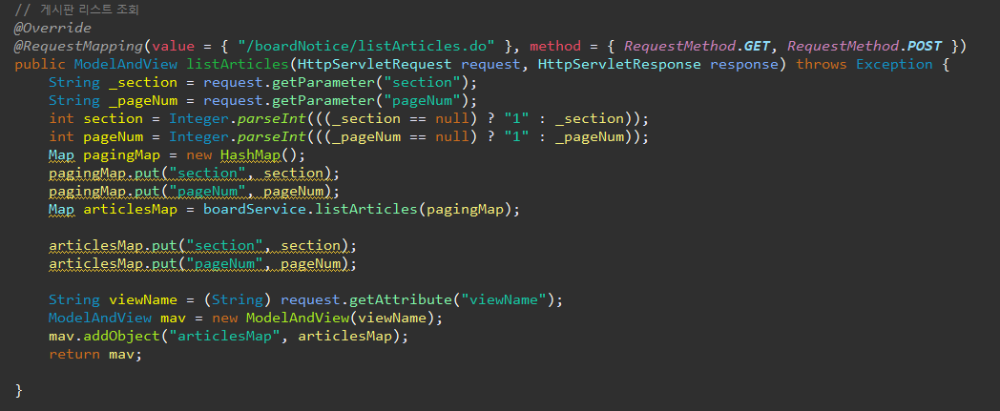 // 게시판 리스트 조회
@Override
@RequestMapping(value = { "/boardNotice/listArticles.do" }, method = { RequestMethod.GET, RequestMethod.POST })
public ModelAndView listArticles(HttpServletRequest request, HttpServletResponse response) throws Exception {
String _section = request.getParameter("section");
String _pageNum = request.getParameter("pageNum");
int section = Integer.parseInt(((_section == null) ? "1" : _section));
int pageNum = Integer.parseInt(((_pageNum == null) ? "1" : _pageNum));
Map pagingMap = new HashMap();
pagingMap.put("section", section);
pagingMap.put("pageNum", pageNum);
Map articlesMap = boardService.listArticles(pagingMap);
articlesMap.put("section", section);
articlesMap.put("pageNum", pageNum);
String viewName = (String) request.getAttribute("viewName");
ModelAndView mav = new ModelAndView(viewName);
mav.addObject("articlesMap", articlesMap);
return mav;
}